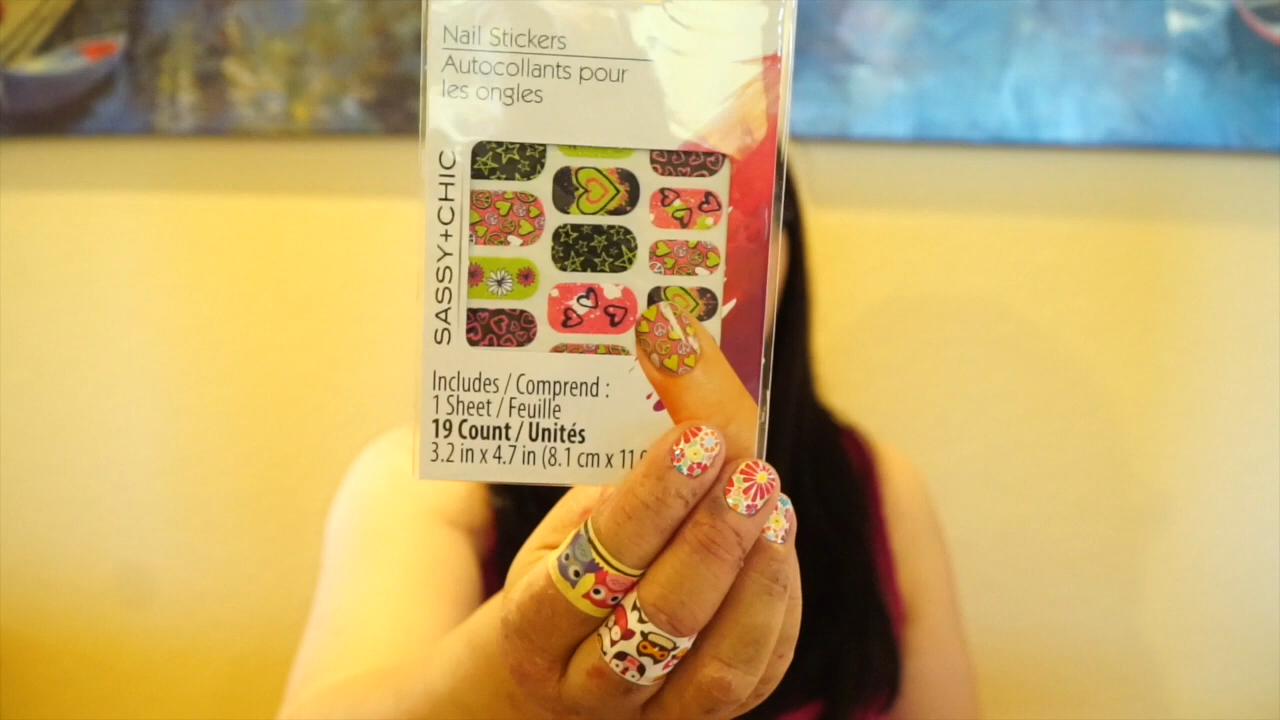 Nail Stickers
Autocollants pour
les ongles
SASSY+CHIC
Includes / Comprend :
1 Sheet / Feuille
19 Count / Unités
3.2 in x 4.7 in (8.1 cm x 11